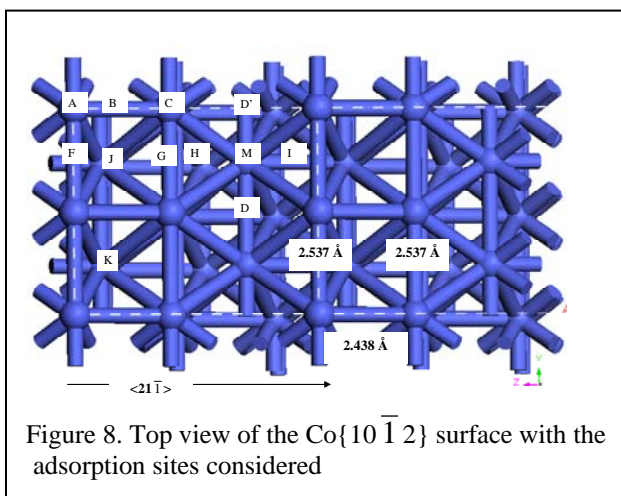 A B C D'
F J G H M I
D
K 2.537 Å 2.537 Å
2.438 Å
<21 1̅>
Y
Z
Figure 8. Top view of the Co{10 1̅ 2} surface with the
adsorption sites considered